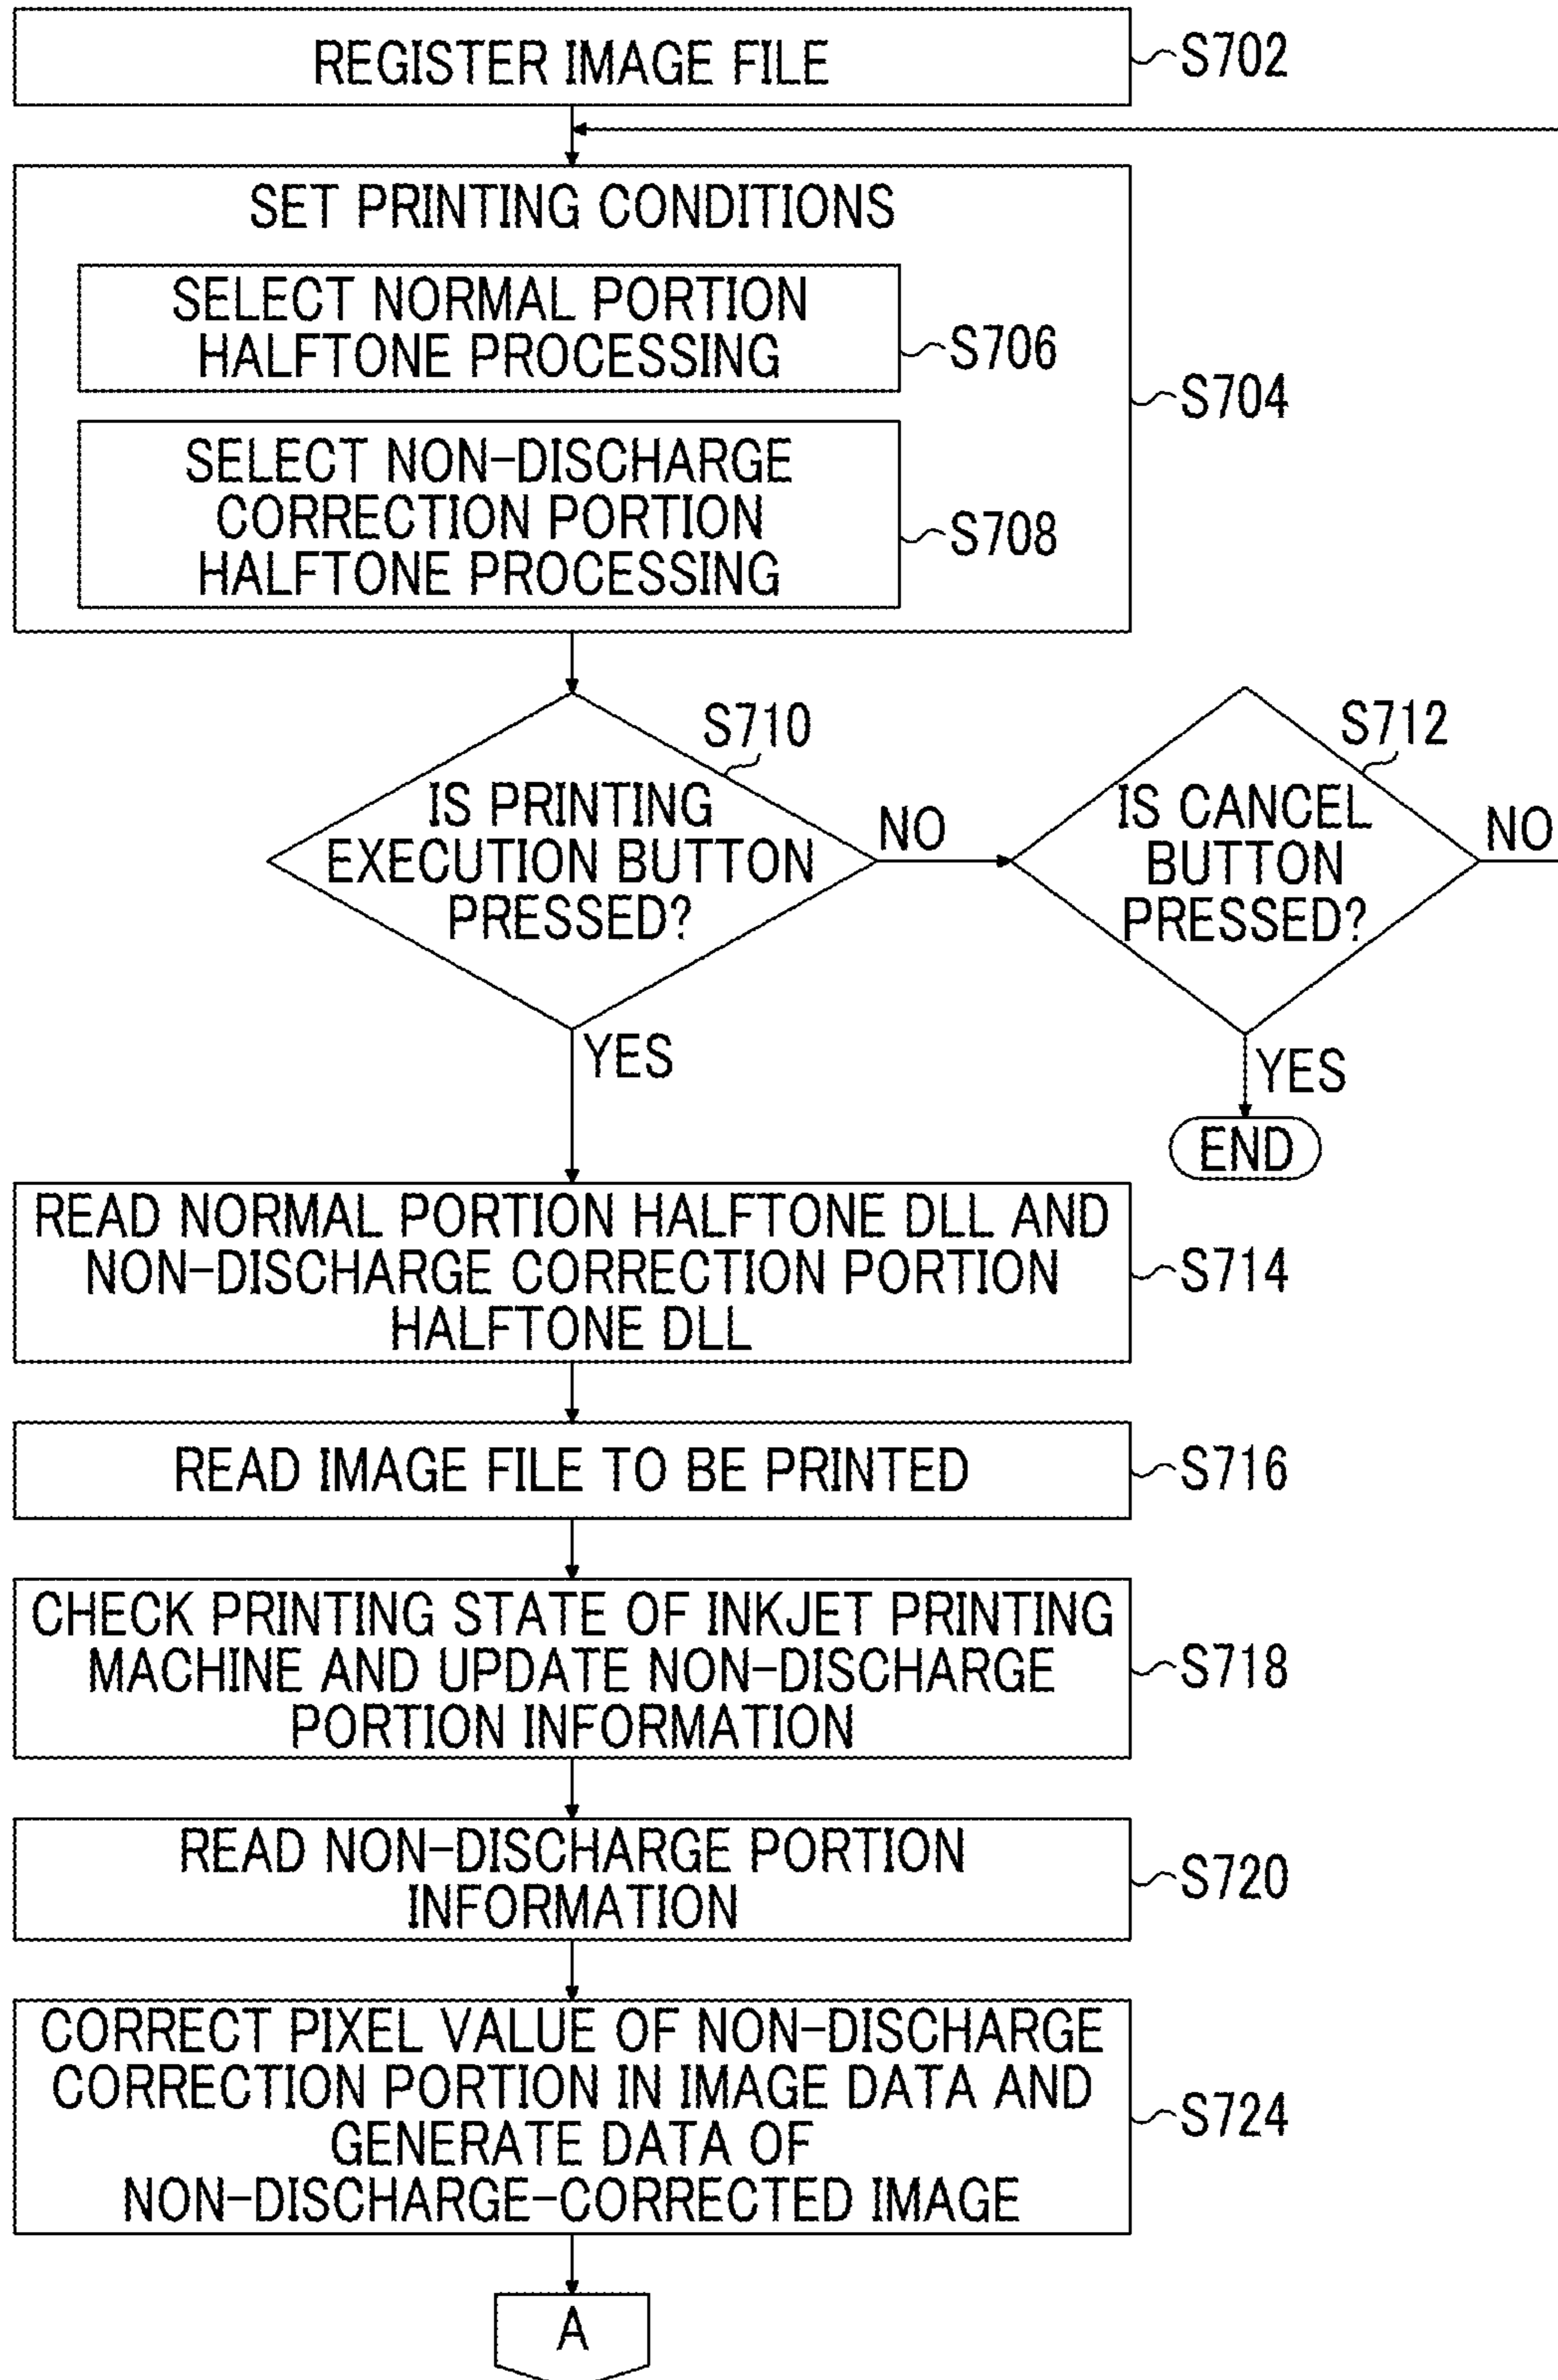 REGISTER IMAGE FILE
S702
SET PRINTING CONDITIONS
SELECT NORMAL PORTION
HALFTONE PROCESSING
S706
S704
SELECT NON-DISCHARGE
CORRECTION PORTION
HALFTONE PROCESSING
S708
S710
IS PRINTING
EXECUTION BUTTON
PRESSED?
NO
S712
IS CANCEL
BUTTON
PRESSED?
NO
YES
YES
END
READ NORMAL PORTION HALFTONE DLL AND
NON-DISCHARGE CORRECTION PORTION
HALFTONE DLL
S714
READ IMAGE FILE TO BE PRINTED
S716
CHECK PRINTING STATE OF INKJET PRINTING
MACHINE AND UPDATE NON-DISCHARGE
PORTION INFORMATION
S718
READ NON-DISCHARGE PORTION
INFORMATION
S720
CORRECT PIXEL VALUE OF NON-DISCHARGE
CORRECTION PORTION IN IMAGE DATA AND
GENERATE DATA OF
NON-DISCHARGE-CORRECTED IMAGE
S724
A